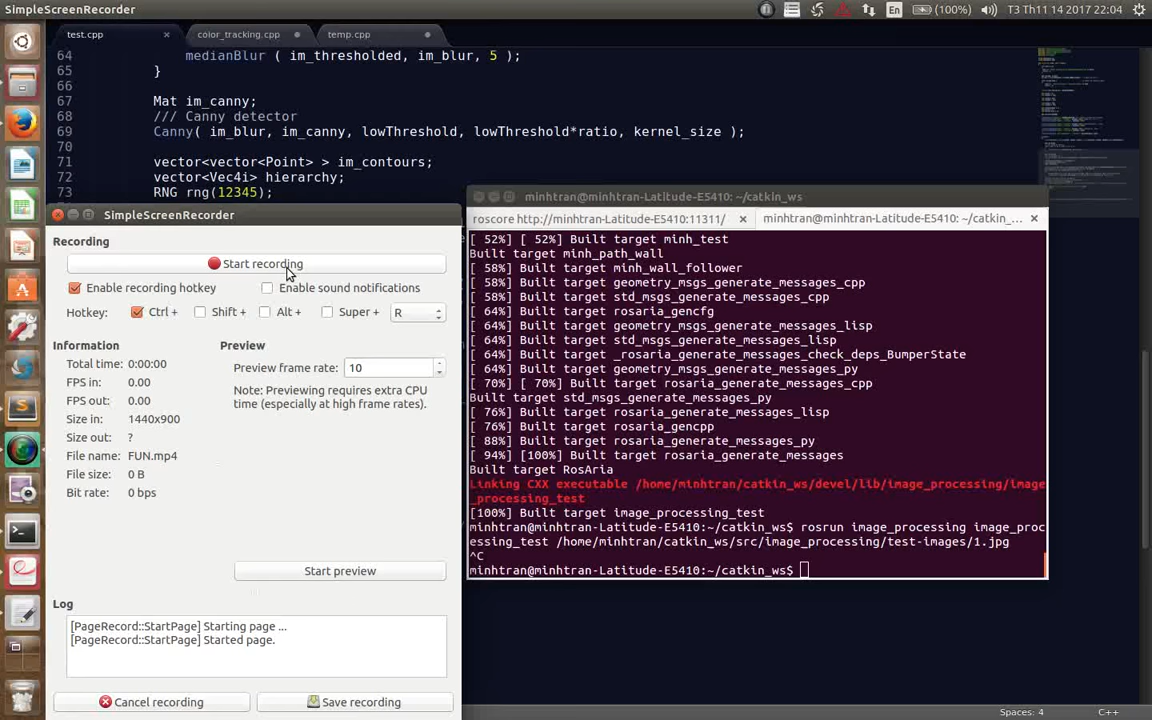 SimpleScreenRecorder
En
(100%)
T3 Th11 14 2017 22:04
test.cpp
color_tracking.cpp
temp.cpp
64 medianBlur ( im_thresholded, im_blur, 5 );
65 }
66
67 Mat im_canny;
68 /// Canny detector
69 Canny( im_blur, im_canny, lowThreshold, lowThreshold*ratio, kernel_size );
70
71 vector<vector<Point> > im_contours;
72 vector<Vec4i> hierarchy;
73 RNG rng(12345);
SimpleScreenRecorder
Recording
Start recording
Enable recording hotkey
Enable sound notifications
Hotkey:
Ctrl +
Shift +
Alt +
Super +
R
Information
Total time: 0:00:00
FPS in: 0.00
FPS out: 0.00
Size in: 1440x900
Size out: ?
File name: FUN.mp4
File size: 0 B
Bit rate: 0 bps
Preview
Preview frame rate: 10
Note: Previewing requires extra CPU
time (especially at high frame rates).
Start preview
Log
[PageRecord::StartPage] Starting page ...
[PageRecord::StartPage] Started page.
Cancel recording
Save recording
minhtran@minhtran-Latitude-E5410: ~/catkin_ws
roscore http://minhtran-Latitude-E5410:11311/
minhtran@minhtran-Latitude-E5410: ~/catkin_...
[ 52%] [ 52%] Built target minh_test
Built target minh_path_wall
[ 58%] Built target minh_wall_follower
[ 58%] Built target geometry_msgs_generate_messages_cpp
[ 58%] Built target std_msgs_generate_messages_cpp
[ 64%] Built target rosaria_gencfg
[ 64%] Built target geometry_msgs_generate_messages_lisp
[ 64%] Built target std_msgs_generate_messages_lisp
[ 64%] Built target _rosaria_generate_messages_check_deps_BumperState
[ 64%] Built target geometry_msgs_generate_messages_py
[ 70%] [ 70%] Built target rosaria_generate_messages_cpp
Built target std_msgs_generate_messages_py
[ 76%] Built target rosaria_generate_messages_lisp
[ 76%] Built target rosaria_gencpp
[ 88%] Built target rosaria_generate_messages_py
[ 94%] [100%] Built target rosaria_generate_messages
Built target RosAria
Linking CXX executable /home/minhtran/catkin_ws/devel/lib/image_processing/image
_processing_test
[100%] Built target image_processing_test
minhtran@minhtran-Latitude-E5410:~/catkin_ws$ rosrun image_processing image_proc
essing_test /home/minhtran/catkin_ws/src/image_processing/test-images/1.jpg
^C
minhtran@minhtran-Latitude-E5410:~/catkin_ws$
Spaces: 4
C++